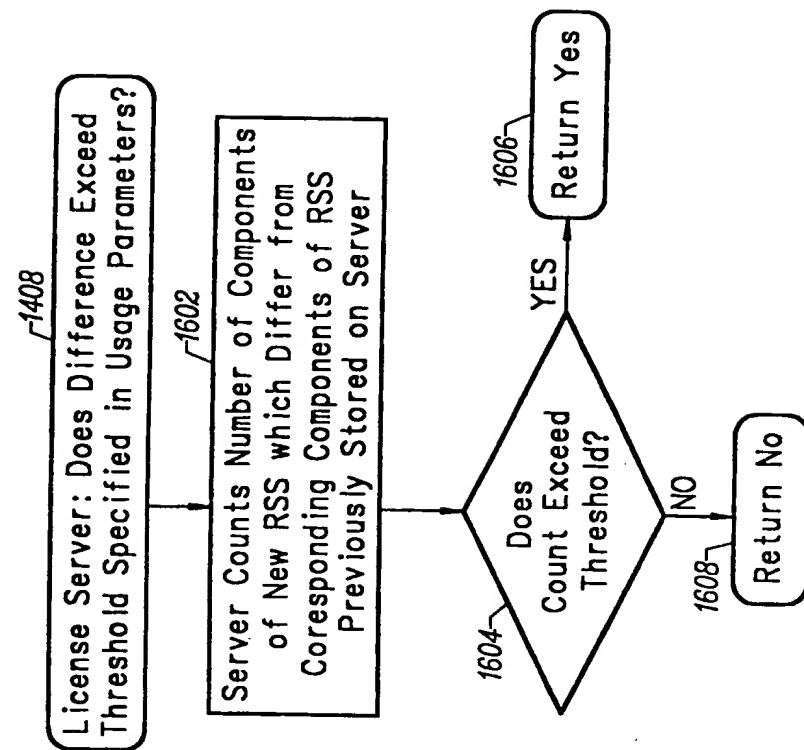 1408
License Server: Does Difference Exceed
Threshold Specified in Usage Parameters?
1602
Server Counts Number of Components
of New RSS which Differ from
Coresponding Components of RSS
Previously Stored on Server
1604
Does
Count Exceed
Threshold?
YES
1606
Return Yes
NO
1608
Return No